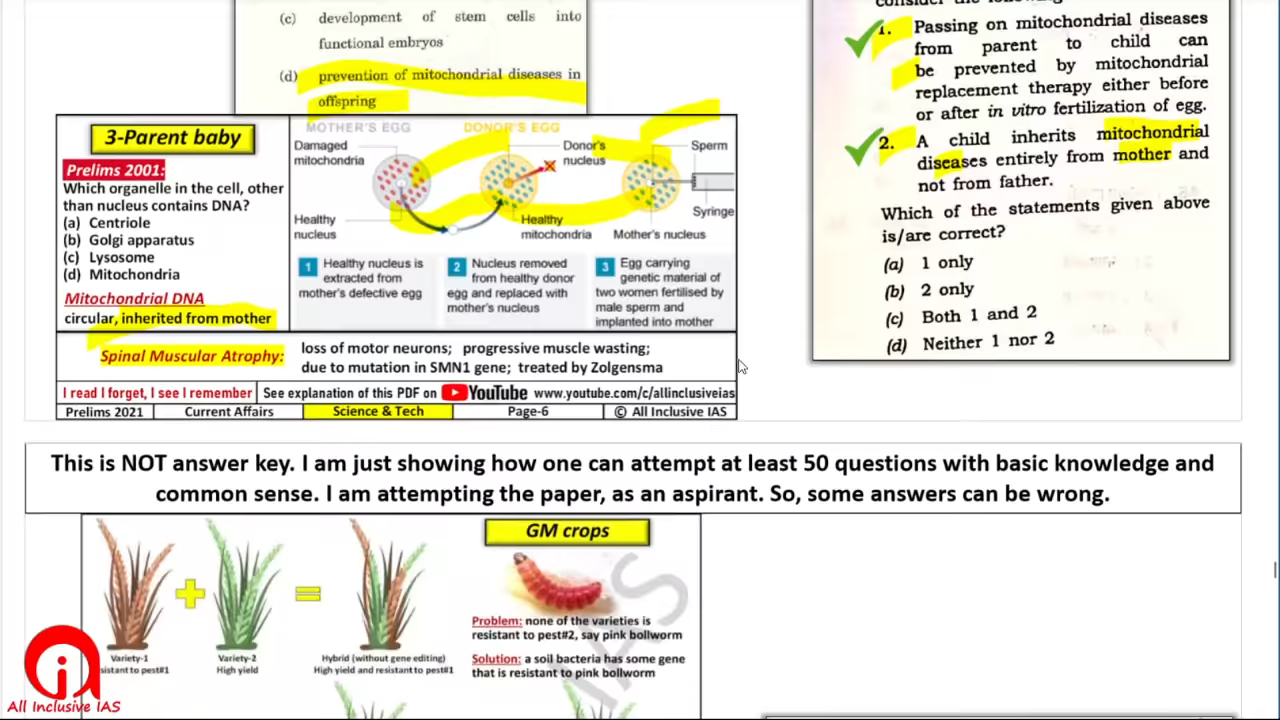 (c) development of stem cells into
functional embryos
(d) prevention of mitochondrial diseases in
offspring
3-Parent baby
Prelims 2001:
Which organelle in the cell, other
than nucleus contains DNA?
(a) Centriole
(b) Golgi apparatus
(c) Lysosome
(d) Mitochondria
Mitochondrial DNA
circular, inherited from mother
MOTHER'S EGG
DONOR'S EGG
Damaged
mitochondria
Donor's
nucleus
Sperm
Healthy
nucleus
Healthy
mitochondria
Mother's nucleus
Syringe
1 Healthy nucleus is
extracted from
mother's defective egg
2 Nucleus removed
from healthy donor
egg and replaced with
mother's nucleus
3 Egg carrying
genetic material of
two women fertilised by
male sperm and
implanted into mother
Spinal Muscular Atrophy:
loss of motor neurons; progressive muscle wasting;
due to mutation in SMN1 gene; treated by Zolgensma
I read I forget, I see I remember
See explanation of this PDF on YouTube www.youtube.com/c/allinclusiveias
Prelims 2021 Current Affairs Science & Tech Page-6 © All Inclusive IAS
1. Passing on mitochondrial diseases
from parent to child can
be prevented by mitochondrial
replacement therapy either before
or after in vitro fertilization of egg.
2. A child inherits mitochondrial
diseases entirely from mother and
not from father.
Which of the statements given above
is/are correct?
(a) 1 only
(b) 2 only
(c) Both 1 and 2
(d) Neither 1 nor 2
This is NOT answer key. I am just showing how one can attempt at least 50 questions with basic knowledge and
common sense. I am attempting the paper, as an aspirant. So, some answers can be wrong.
GM crops
Variety-1
sistant to pest#1
Variety-2
High yield
Hybrid (without gene editing)
High yield and resistant to pest#1
Problem: none of the varieties is
resistant to pest#2, say pink bollworm
Solution: a soil bacteria has some gene
that is resistant to pink bollworm
IAS
All Inclusive IAS